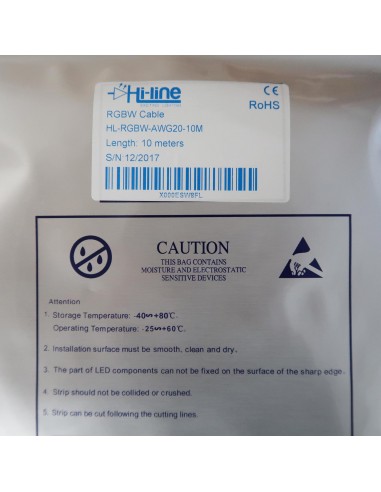 Hi-line
CE
RoHS
RGBW Cable
HL-RGBW-AWG20-10M
Length: 10 meters
S/N 12/2017
CAUTION
THIS BAG CONTAINS
MOISTURE AND ELECTROSTATIC
SENSITIVE DEVICES
Attention
1. Storage Temperature: -40∽+80℃.
Operating Temperature: -25∽+60℃.
2. Installation surface must be smooth, clean and dry.
3. The part of LED components can not be fixed on the surface of the sharp edge.
4. Strip should not be collided or crushed.
5. Strip can be cut following the cutting lines.